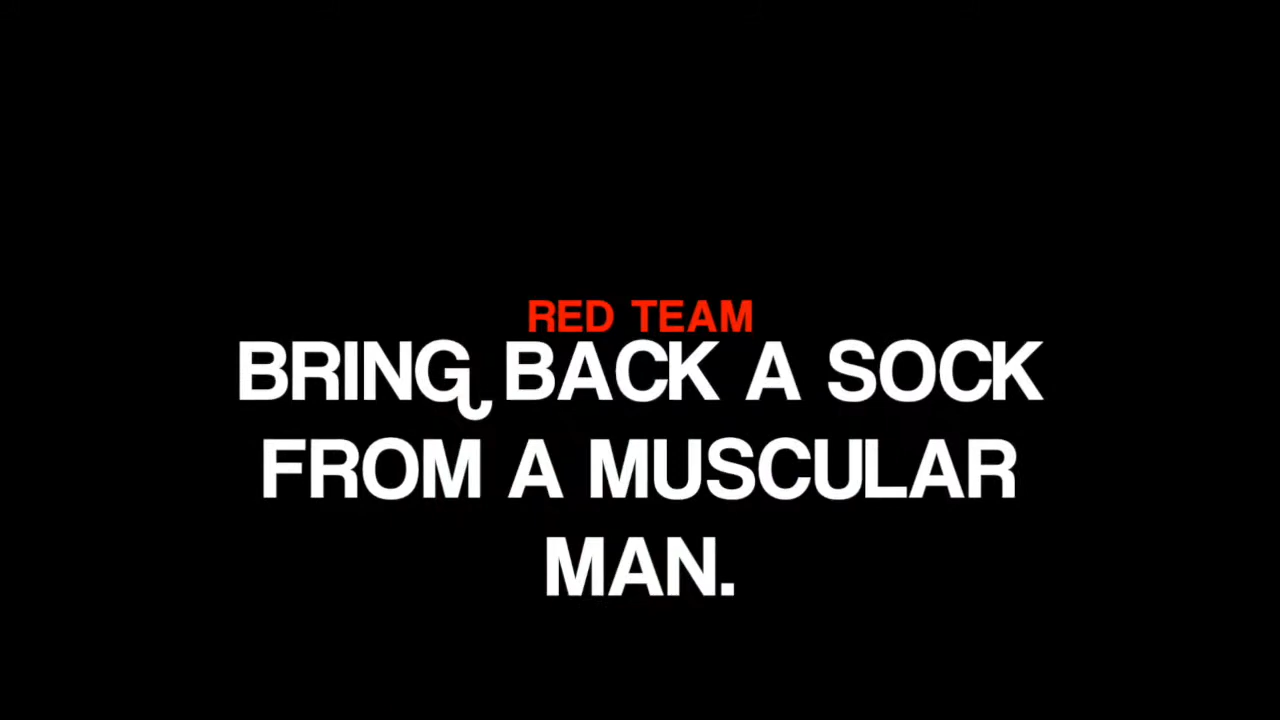 RED TEAM
BRING BACK A SOCK
FROM A MUSCULAR
MAN.